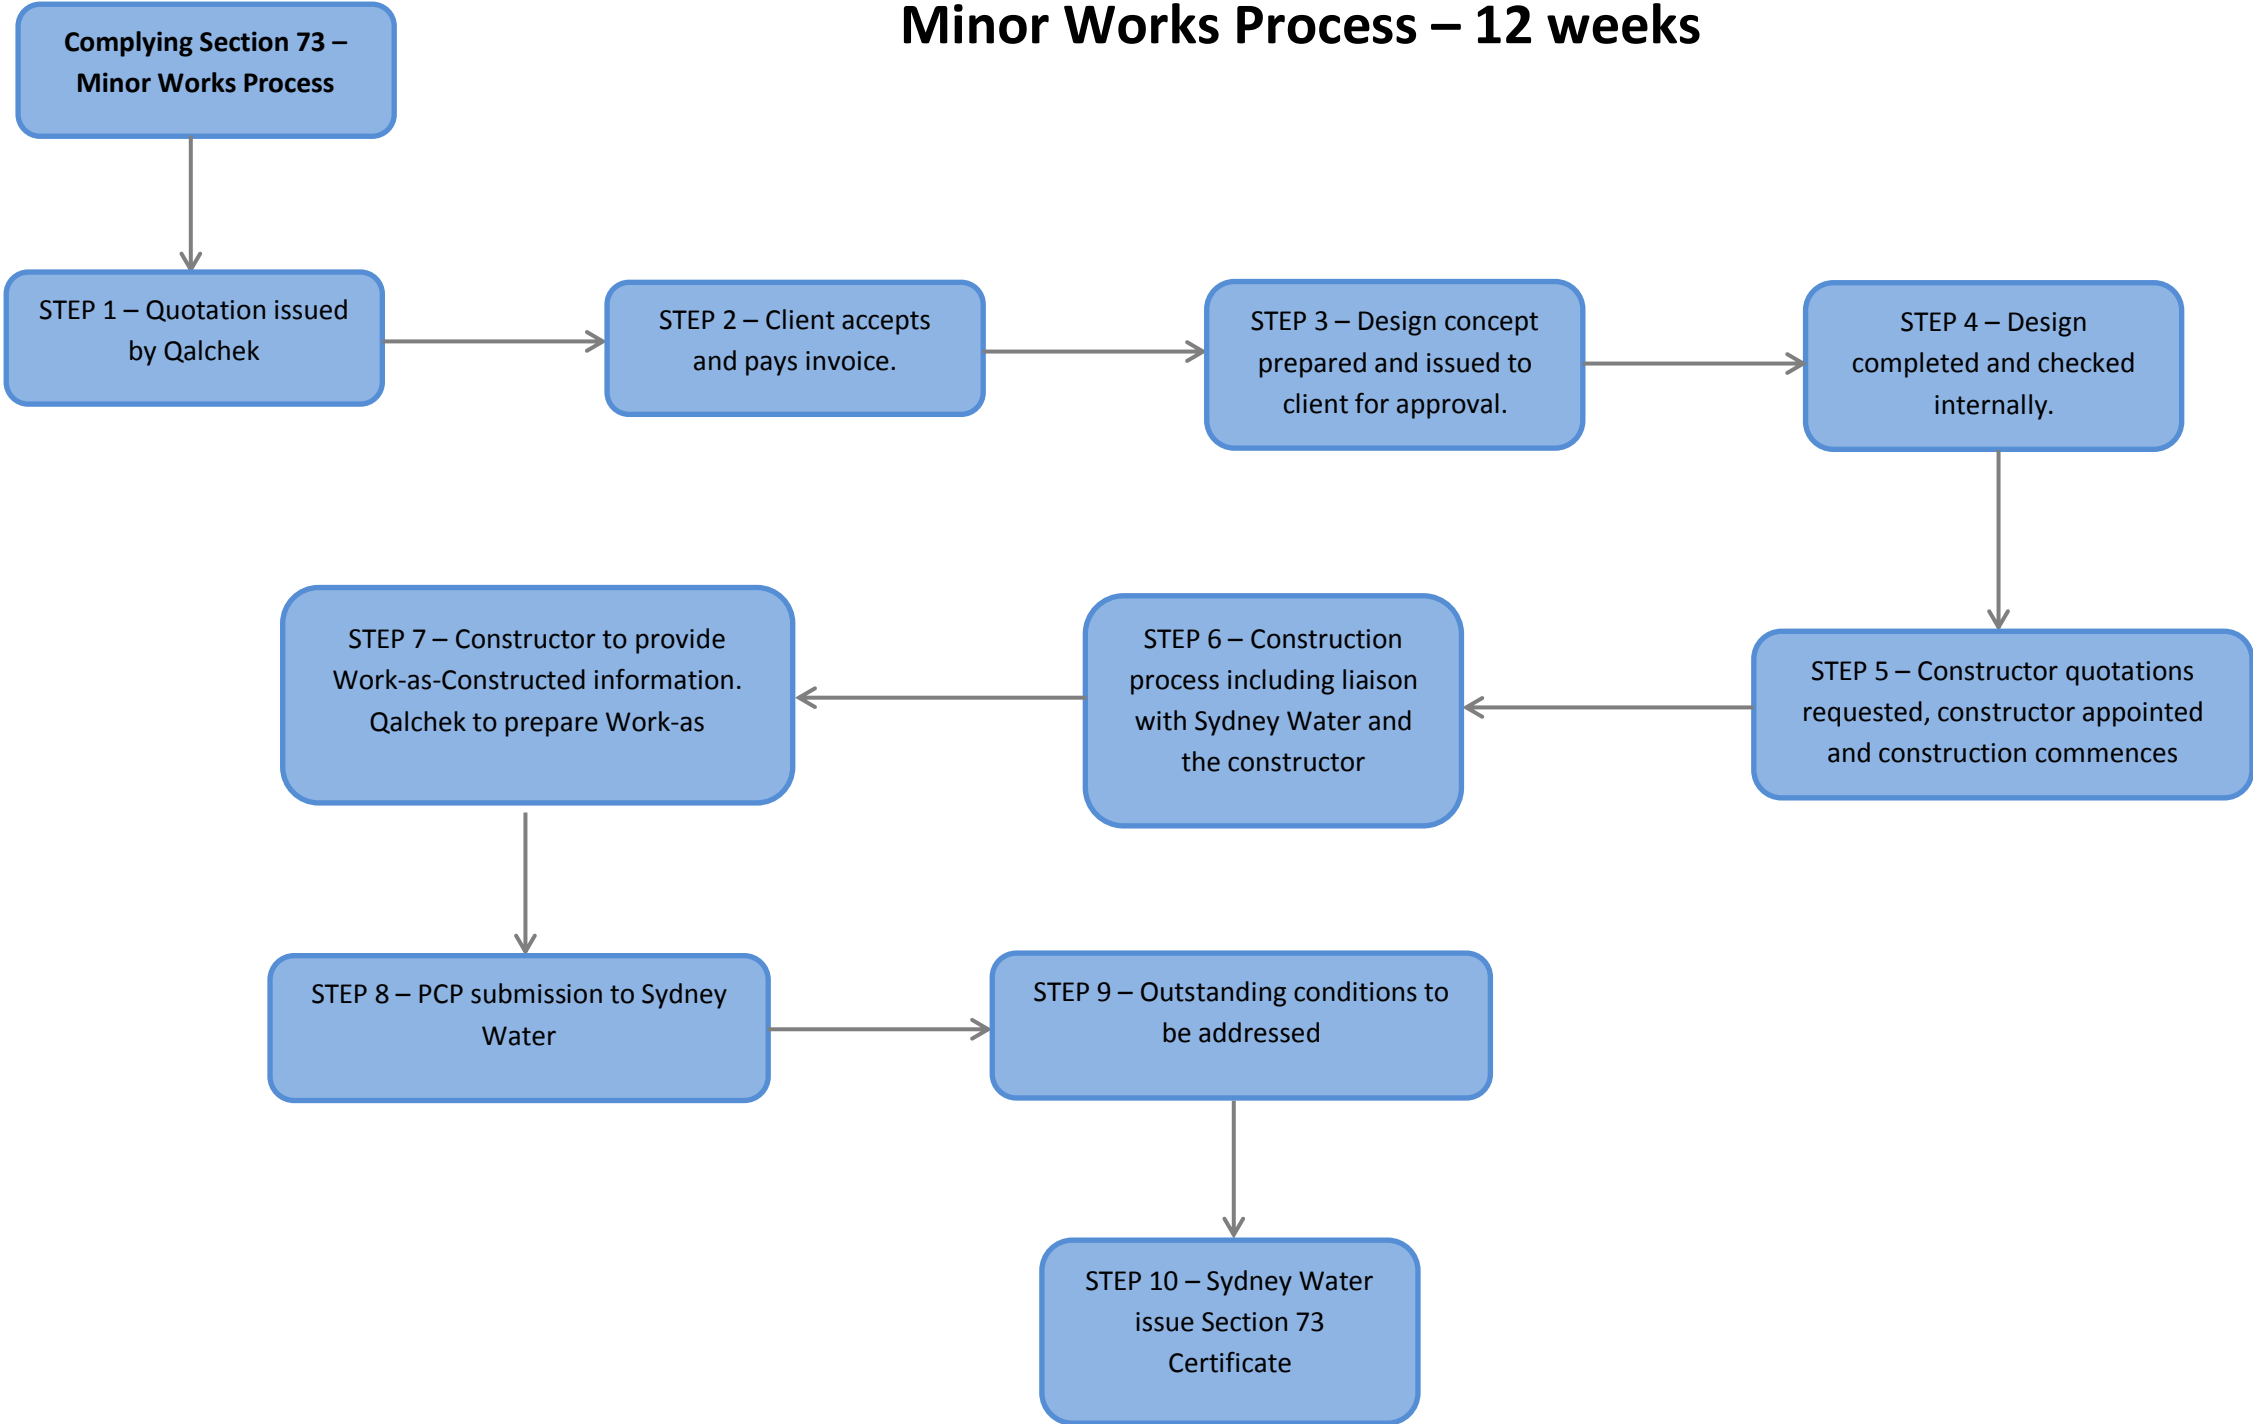 Minor Works Process – 12 weeks
Complying Section 73 –
Minor Works Process
STEP 1 – Quotation issued
by Qalchek
STEP 2 – Client accepts
and pays invoice.
STEP 3 – Design concept
prepared and issued to
client for approval.
STEP 4 – Design
completed and checked
internally.
STEP 5 – Constructor quotations
requested, constructor appointed
and construction commences
STEP 6 – Construction
process including liaison
with Sydney Water and
the constructor
STEP 7 – Constructor to provide
Work-as-Constructed information.
Qalchek to prepare Work-as
STEP 8 – PCP submission to Sydney
Water
STEP 9 – Outstanding conditions to
be addressed
STEP 10 – Sydney Water
issue Section 73
Certificate